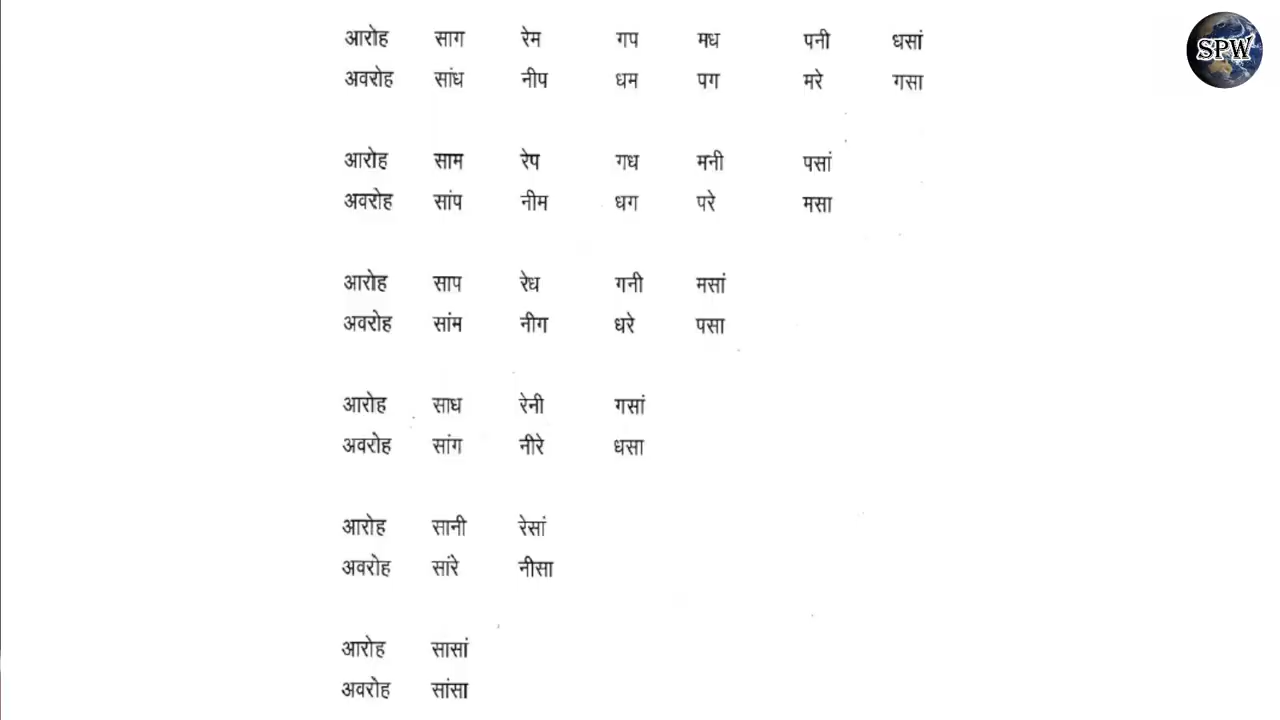 SPW
आरोह साग रेम गप मध पनी धसां
अवरोह सांध नीप धम पग मरे गसा
आरोह साम रेप गध मनी पसां
अवरोह सांप नीम धग परे मसा
आरोह साप रेध गनी मसां
अवरोह सांम नीग धरे पसा
आरोह साध रेनी गसां
अवरोह सांग नीरे धसा
आरोह सानी रेसां
अवरोह सांरे नीसा
आरोह सासां
अवरोह सांसा